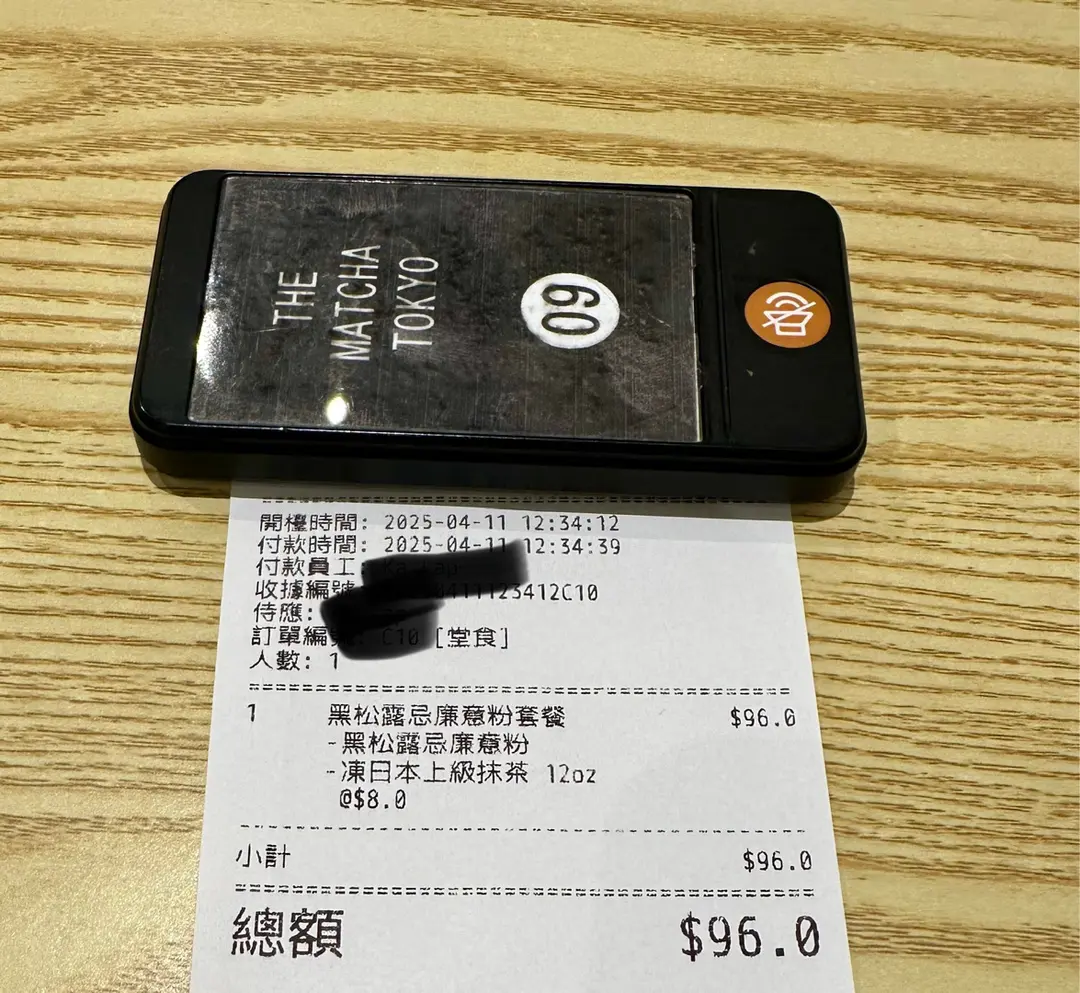 THE
MATCHA
TOKYO
09
開檯時間: 2025-04-11 12:34:12
付款時間: 2025-04-11 12:34:39
付款員工:
收據編號 0411123412C10
侍應:
訂單編號: C10 [堂食]
人數: 1
1 黑松露忌廉薏粉套餐 $96.0
-黑松露忌廉薏粉
-凍日本上級抹茶 12oz
@$8.0
小計 $96.0
總額 $96.0